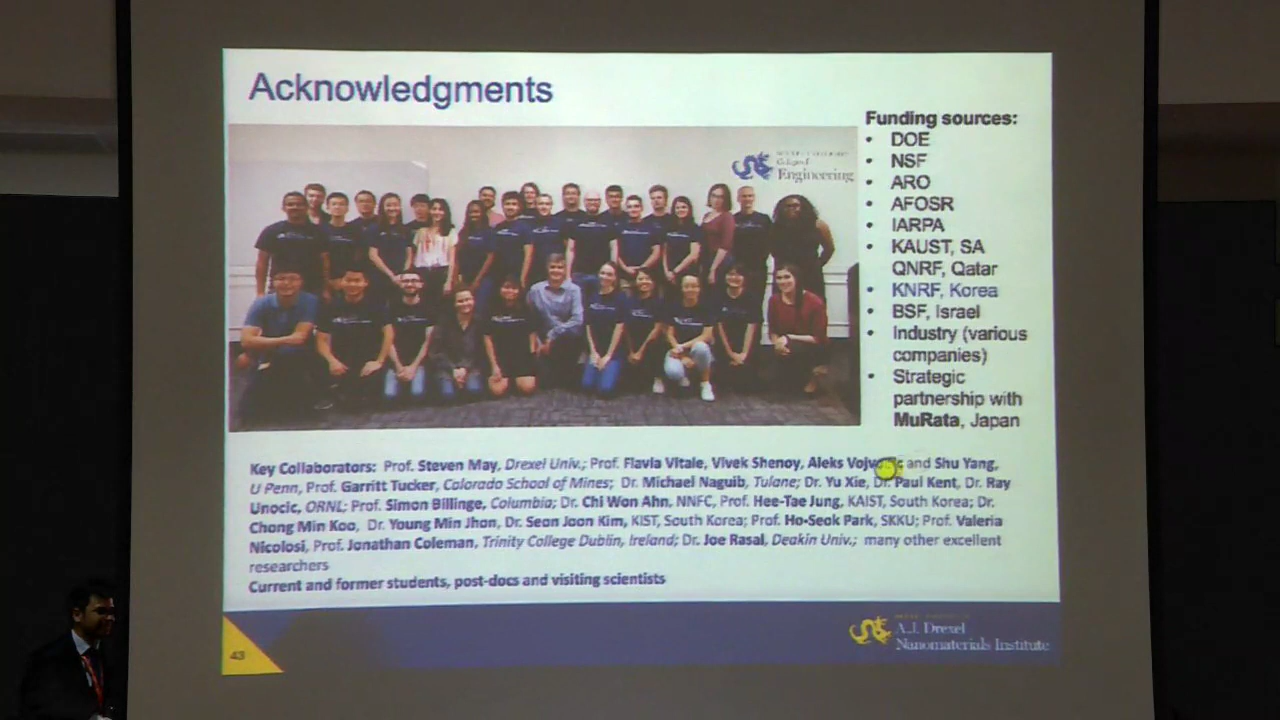 Acknowledgments
College of
Engineering
Funding sources:
• DOE
• NSF
• ARO
• AFOSR
• IARPA
• KAUST, SA
QNRF, Qatar
• KNRF, Korea
• BSF, Israel
• Industry (various
companies)
• Strategic
partnership with
MuRata, Japan
Key Collaborators: Prof. Steven May, Drexel Univ.; Prof. Flavia Vitale, Vivek Shenoy, Aleks and Shu Yang,
U Penn, Prof. Garritt Tucker, Colorado School of Mines; Dr. Michael Naguib, Tulane; Dr. Yu Xie, Dr. Paul Kent, Dr. Ray
Unocic, ORNL; Prof. Simon Billinge, Columbia; Dr. Chi Won Ahn, NNFC, Prof. Hee-Tae Jung, KAIST, South Korea; Dr.
Chong Min Koo, Dr. Young Min Jhon, Dr. Seon Joon Kim, KIST, South Korea; Prof. Ho-Seok Park, SKKU; Prof. Valeria
Nicolosi, Prof. Jonathan Coleman, Trinity College Dublin, Ireland; Dr. Joe Rasal, Deakin Univ.; many other excellent
researchers
Current and former students, post-docs and visiting scientists
43
A.J. Drexel
Nanomaterials Institute